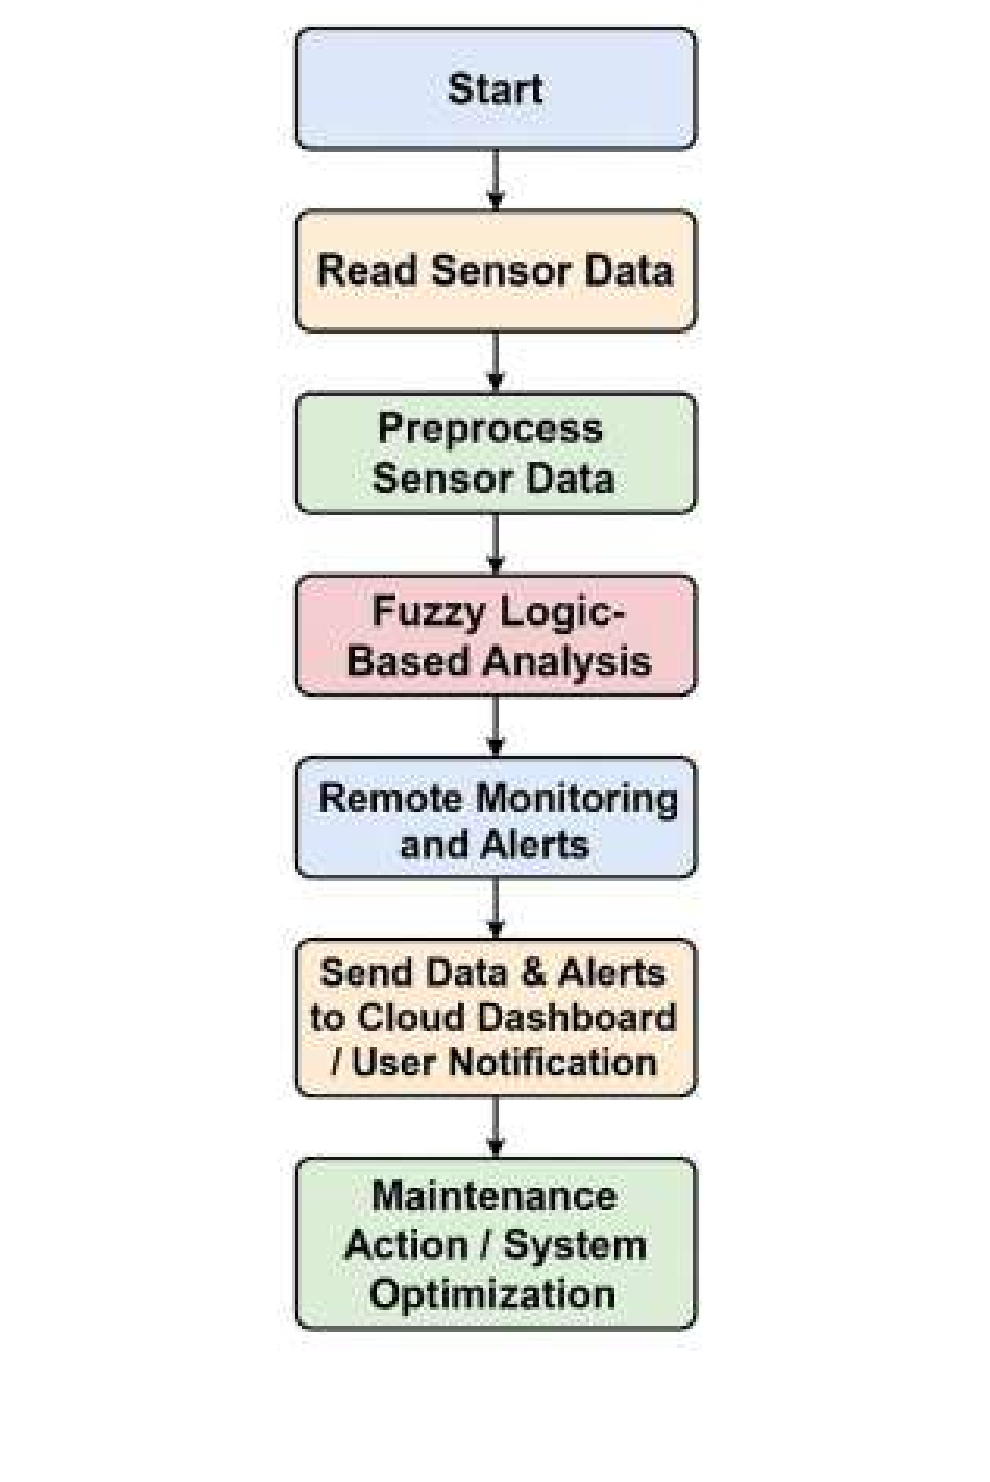 Start
Read Sensor Data
Preprocess
Sensor Data
Fuzzy Logic-
Based Analysis
Remote Monitoring
and Alerts
Send Data & Alerts
to Cloud Dashboard
/ User Notification
Maintenance
Action / System
Optimization